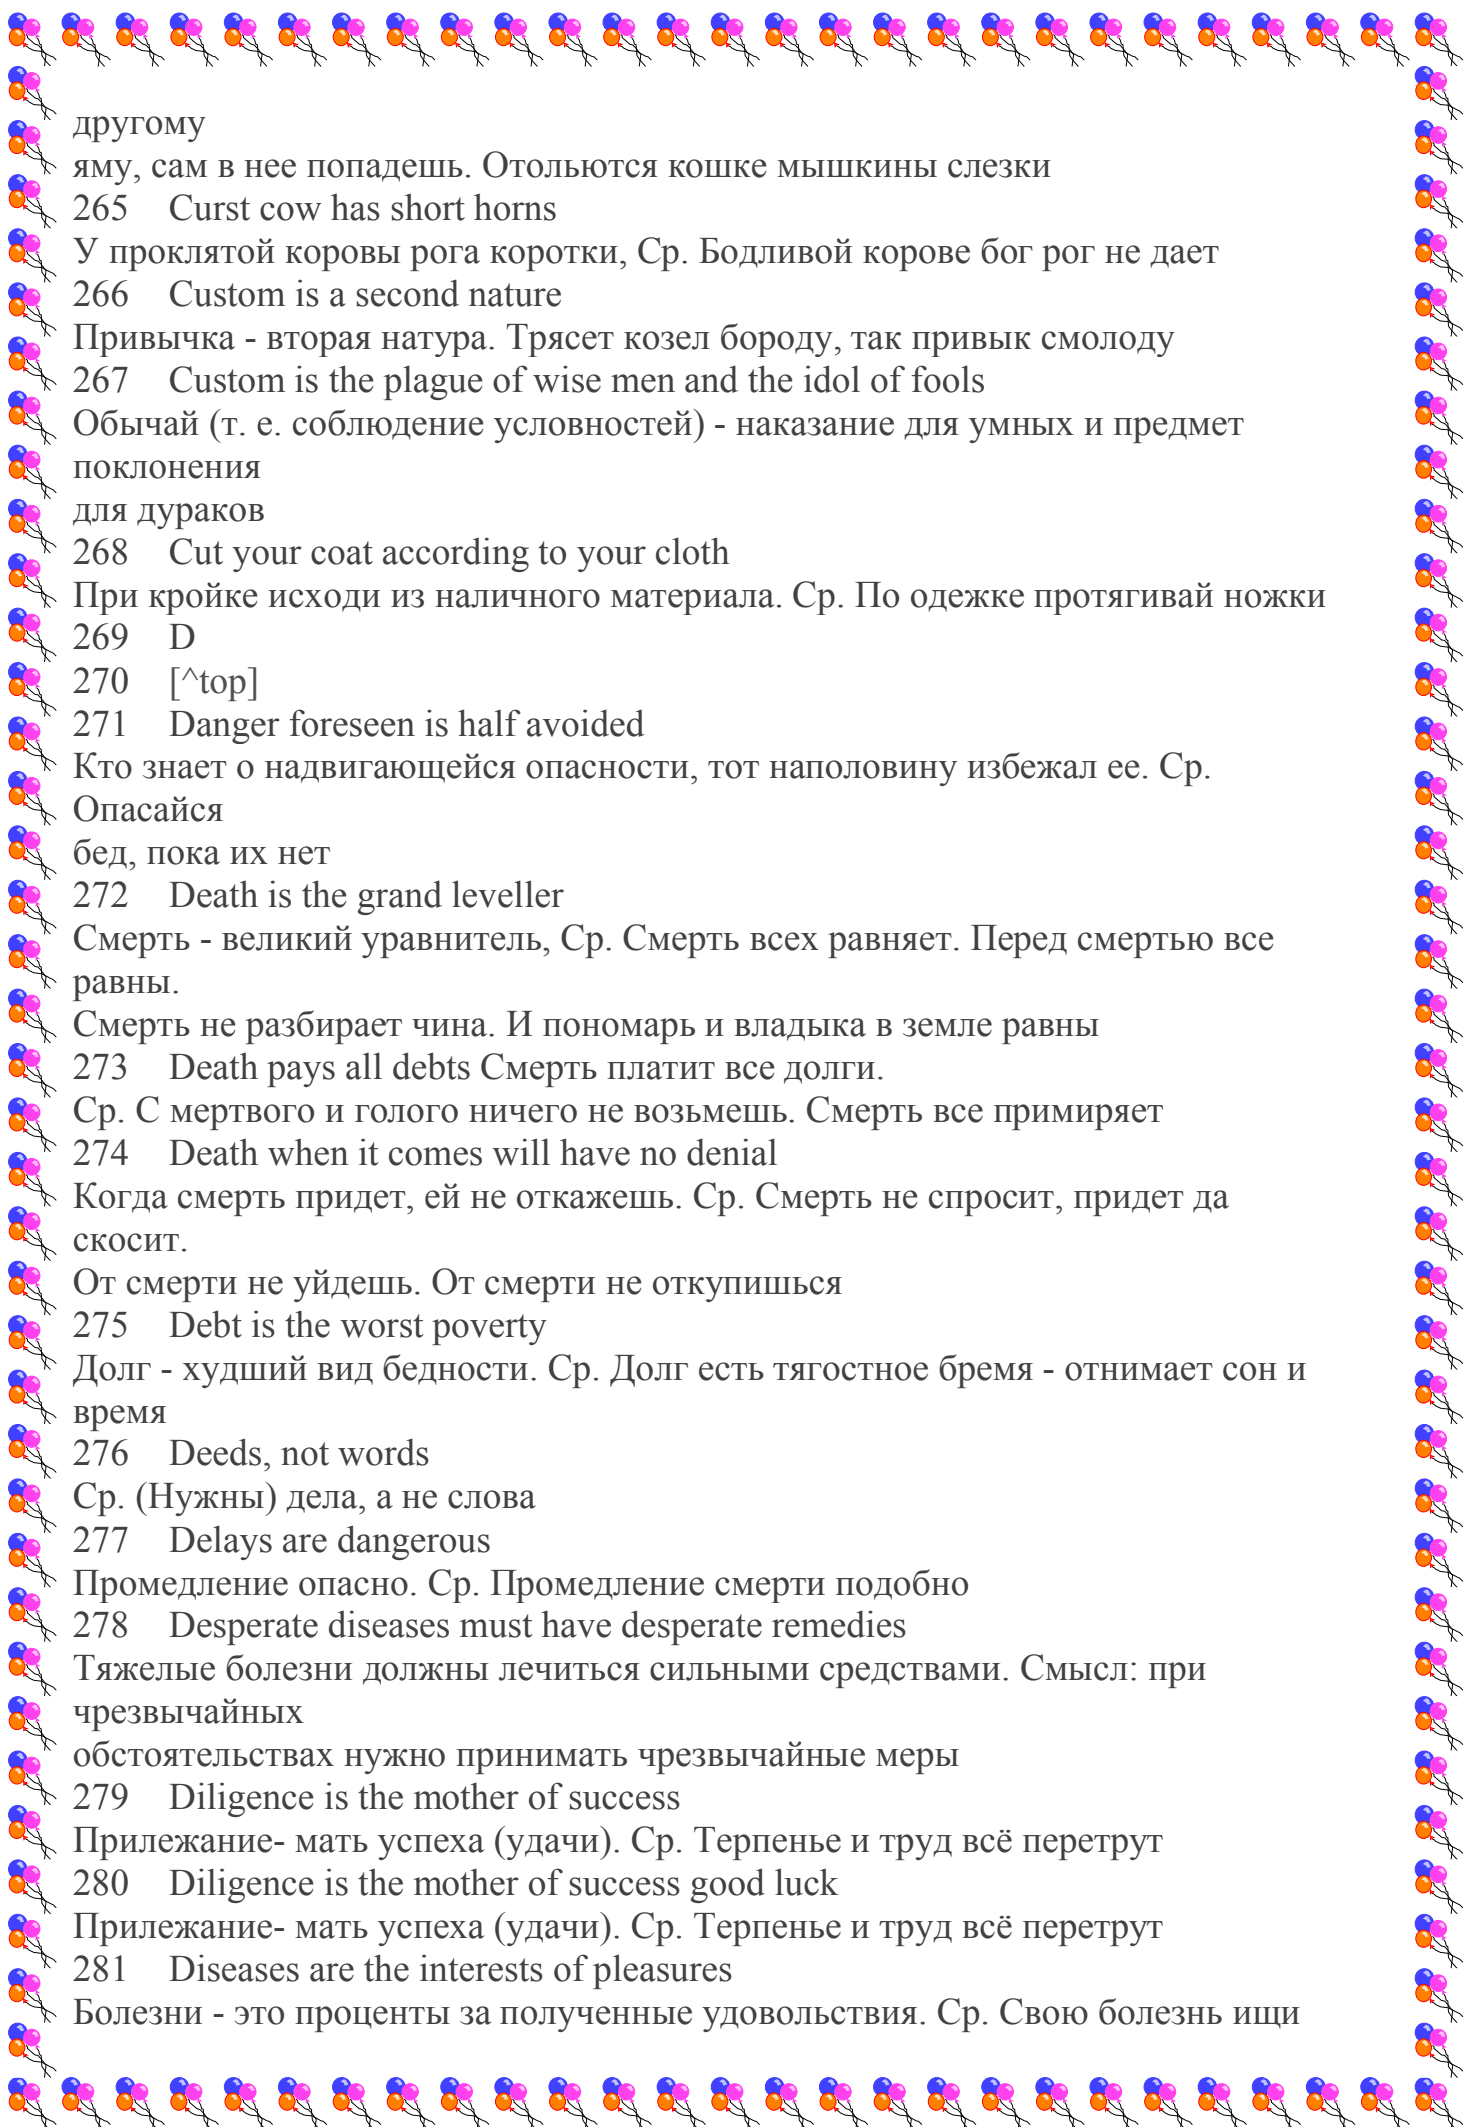 другому
яму, сам в нее попадешь. Отольются кошке мышкины слезки
265 Curst cow has short horns
У проклятой коровы рога коротки, Ср. Бодливой корове бог рог не дает
266 Custom is a second nature
Привычка - вторая натура. Трясет козел бороду, так привык смолоду
267 Custom is the plague of wise men and the idol of fools
Обычай (т. е. соблюдение условностей) - наказание для умных и предмет
поклонения
для дураков
268 Cut your coat according to your cloth
При кройке исходи из наличного материала. Ср. По одежке протягивай ножки
269 D
270 [^top]
271 Danger foreseen is half avoided
Кто знает о надвигающейся опасности, тот наполовину избежал ее. Ср.
Опасайся
бед, пока их нет
272 Death is the grand leveller
Смерть - великий уравнитель, Ср. Смерть всех равняет. Перед смертью все
равны.
Смерть не разбирает чина. И пономарь и владыка в земле равны
273 Death pays all debts Смерть платит все долги.
Ср. С мертвого и голого ничего не возьмешь. Смерть все примиряет
274 Death when it comes will have no denial
Когда смерть придет, ей не откажешь. Ср. Смерть не спросит, придет да
скосит.
От смерти не уйдешь. От смерти не откупишься
275 Debt is the worst poverty
Долг - худший вид бедности. Ср. Долг есть тягостное бремя - отнимает сон и
время
276 Deeds, not words
Ср. (Нужны) дела, а не слова
277 Delays are dangerous
Промедление опасно. Ср. Промедление смерти подобно
278 Desperate diseases must have desperate remedies
Тяжелые болезни должны лечиться сильными средствами. Смысл: при
чрезвычайных
обстоятельствах нужно принимать чрезвычайные меры
279 Diligence is the mother of success
Прилежание- мать успеха (удачи). Ср. Терпенье и труд всё перетрут
280 Diligence is the mother of success good luck
Прилежание- мать успеха (удачи). Ср. Терпенье и труд всё перетрут
281 Diseases are the interests of pleasures
Болезни - это проценты за полученные удовольствия. Ср. Свою болезнь ищи